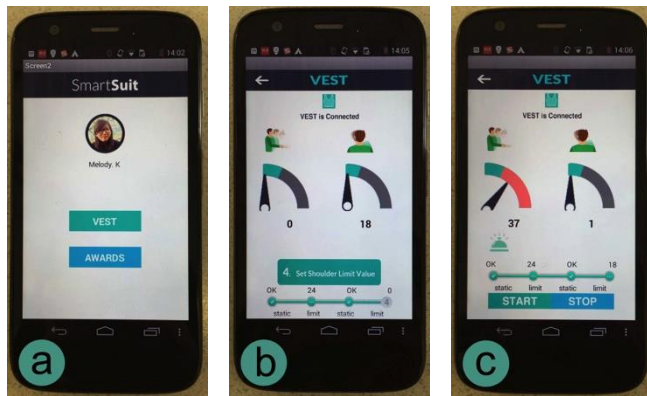 14:02
Screen2
SmartSuit
Melody. K
VEST
AWARDS
a
14:05
VEST
VEST is Connected
0 18
4. Set Shoulder Limit Value
OK 24 OK 0
4
static limit static limit
b
14:06
VEST
VEST is Connected
37 1
OK 24 OK 18
static limit static limit
START STOP
c